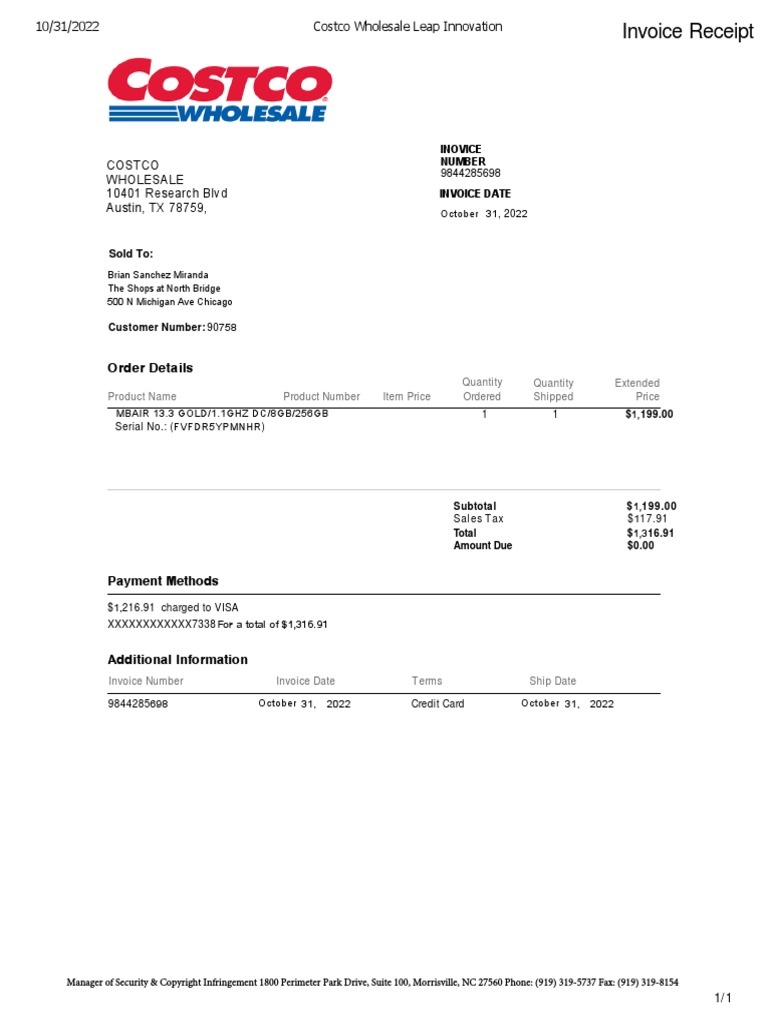 10/31/2022 Costco Wholesale Leap Innovation Invoice Receipt
COSTCO
WHOLESALE
COSTCO
WHOLESALE
10401 Research Blvd
Austin, TX 78759,
INOVICE
NUMBER
9844285698
INVOICE DATE
October 31, 2022
Sold To:
Brian Sanchez Miranda
The Shops at North Bridge
500 N Michigan Ave Chicago
Customer Number: 90758
Order Details
Product Name Product Number Item Price Quantity Ordered Quantity Shipped Extended Price
MBAIR 13.3 GOLD/1.1GHZ DC/8GB/256GB 1 1 $1,199.00
Serial No.: (FVFDR5YPMNHR)
Subtotal $1,199.00
Sales Tax $117.91
Total $1,316.91
Amount Due $0.00
Payment Methods
$1,216.91 charged to VISA
XXXXXXXXXXXX7338 For a total of $1,316.91
Additional Information
Invoice Number Invoice Date Terms Ship Date
9844285698 October 31, 2022 Credit Card October 31, 2022
Manager of Security & Copyright Infringement 1800 Perimeter Park Drive, Suite 100, Morrisville, NC 27560 Phone: (919) 319-5737 Fax: (919) 319-8154
1/1